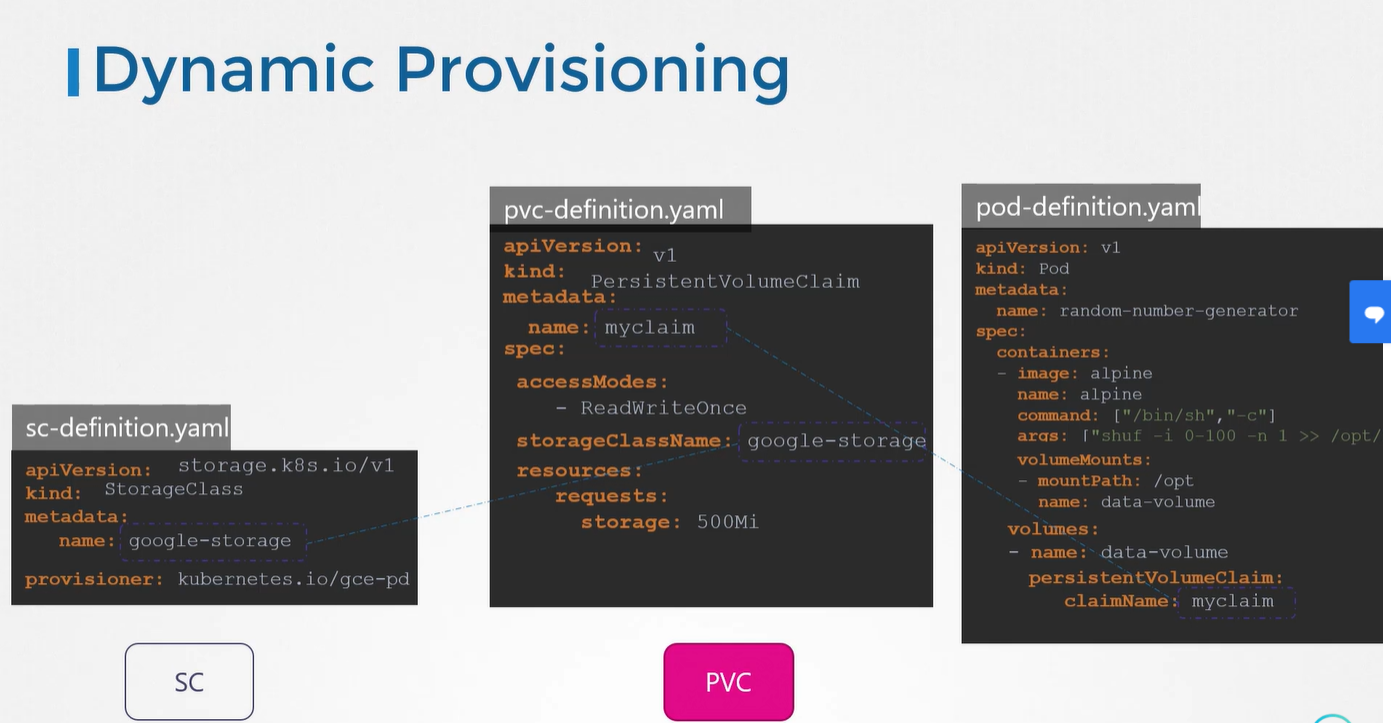 Dynamic Provisioning
sc-definition.yaml
apiVersion: storage.k8s.io/v1
kind: StorageClass
metadata:
name: google-storage
provisioner: kubernetes.io/gce-pd
SC
pvc-definition.yaml
apiVersion: v1
kind: PersistentVolumeClaim
metadata:
name: myclaim
spec:
accessModes:
- ReadWriteOnce
storageClassName: google-storage
resources:
requests:
storage: 500Mi
PVC
pod-definition.yaml
apiVersion: v1
kind: Pod
metadata:
name: random-number-generator
spec:
containers:
- image: alpine
name: alpine
command: ["/bin/sh","-c"]
args: ["shuf -i 0-100 -n 1 >> /opt/
volumeMounts:
- mountPath: /opt
name: data-volume
volumes:
- name: data-volume
persistentVolumeClaim:
claimName: myclaim